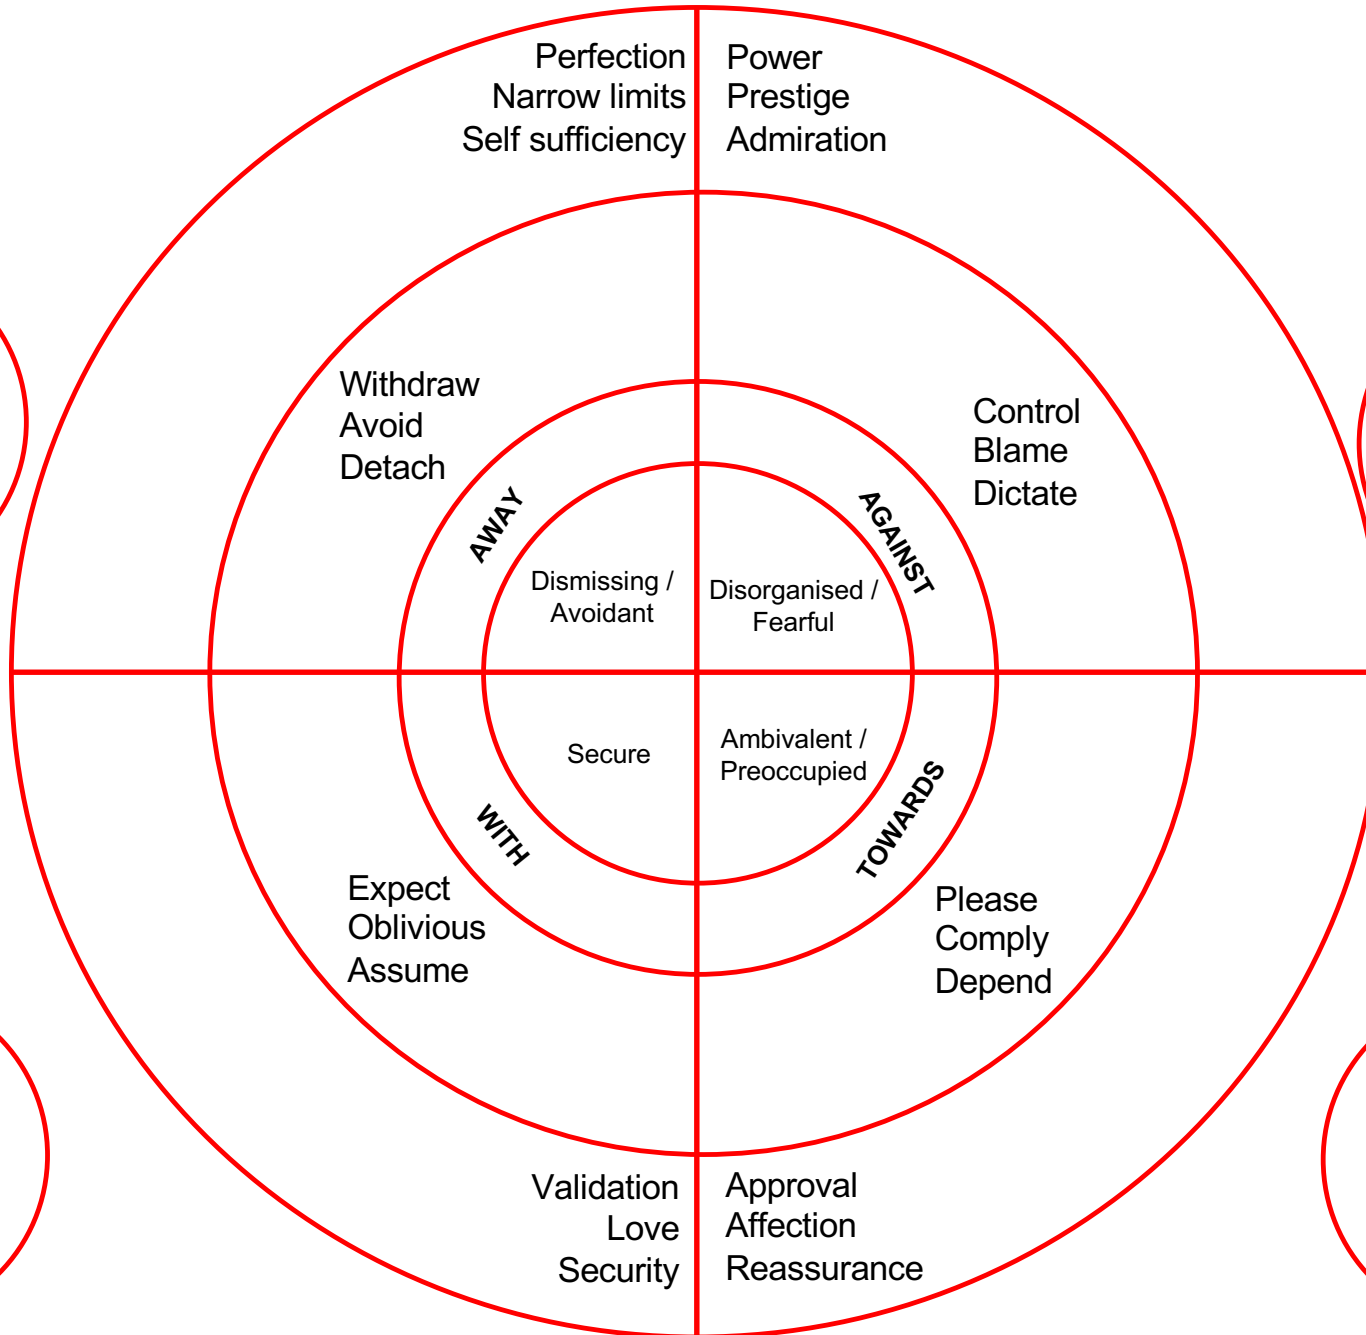 Perfection
Narrow limits
Self sufficiency
Power
Prestige
Admiration
Withdraw
Avoid
Detach
Control
Blame
Dictate
AWAY
AGAINST
Dismissing /
Avoidant
Disorganised /
Fearful
Secure
Ambivalent /
Preoccupied
WITH
TOWARDS
Expect
Oblivious
Assume
Please
Comply
Depend
Validation
Love
Security
Approval
Affection
Reassurance